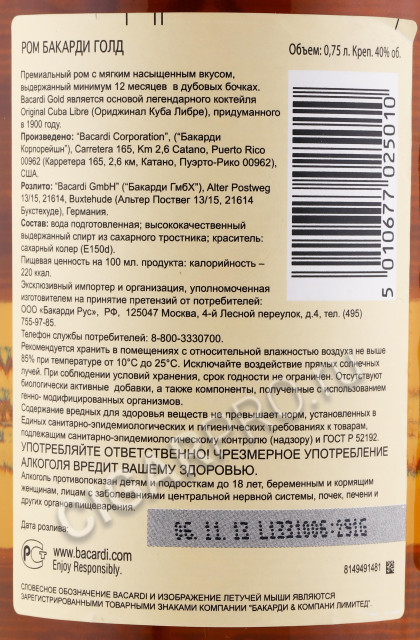 РОМ БАКАРДИ ГОЛД
Объем: 0,75 л. Креп. 40% об.
Премиальный ром с мягким насыщенным вкусом,
выдержанный минимум 12 месяцев в дубовых бочках.
Bacardi Gold является основой легендарного коктейля
Original Cuba Libre (Ориджинал Куба Либре), придуманного
в 1900 году.
Произведено: "Bacardi Corporation", ("Бакарди
Корпорейшн"), Carretera 165, Km 2,6 Catano, Puerto Rico
00962 (Карретера 165, 2,6 км, Катано, Пуэрто-Рико 00962),
США.
Розлито: "Bacardi GmbH" ("Бакарди ГмбХ"), Alter Postweg
13/15, 21614, Buxtehude (Альтер Поствег 13/15, 21614
Букстехуде), Германия.
Состав: вода подготовленная; высококачественный
выдержанный спирт из сахарного тростника; краситель:
сахарный колер (E150d).
Пищевая ценность на 100 мл. продукта: калорийность –
220 ккал.
Эксклюзивный импортер и организация, уполномоченная
изготовителем на принятие претензий от потребителей:
ООО «Бакарди Рус», РФ, 125047 Москва, 4-й Лесной переулок, д.4, тел. (495)
755-97-85.
Телефон службы потребителей: 8-800-3330700.
Рекомендуется хранить в помещениях с относительной влажностью воздуха не выше
85% при температуре от 10°С до 25°С. Исключайте воздействие прямых солнечных
лучей. При соблюдении условий хранения, срок годности не ограничен. Отсутствуют
биологически активные добавки, а также компоненты, полученные с использованием
генно- модифицированных организмов.
Содержание вредных для здоровья веществ не превышает норм, установленных в
Единых санитарно-эпидемиологических и гигиенических требованиях к товарам,
подлежащим санитарно-эпидемиологическому контролю (надзору) и ГОСТ Р 52192.
УПОТРЕБЛЯЙТЕ ОТВЕТСТВЕННО! ЧРЕЗМЕРНОЕ УПОТРЕБЛЕНИЕ
АЛКОГОЛЯ ВРЕДИТ ВАШЕМУ ЗДОРОВЬЮ.
Алкоголь противопоказан детям и подросткам до 18 лет, беременным и кормящим
женщинам, лицам с заболеваниями центральной нервной системы, почек, печени и
других органов пищеварения.
Дата розлива:
06.11.13 L1331006:2916
www.bacardi.com
Enjoy Responsibly.
8149491481
СЛОВЕСНОЕ ОБОЗНАЧЕНИЕ BACARDI И ИЗОБРАЖЕНИЕ ЛЕТУЧЕЙ МЫШИ ЯВЛЯЮТСЯ
ЗАРЕГИСТРИРОВАННЫМИ ТОВАРНЫМИ ЗНАКАМИ КОМПАНИИ "БАКАРДИ & КОМПАНИ ЛИМИТЕД".
5 010677 025010